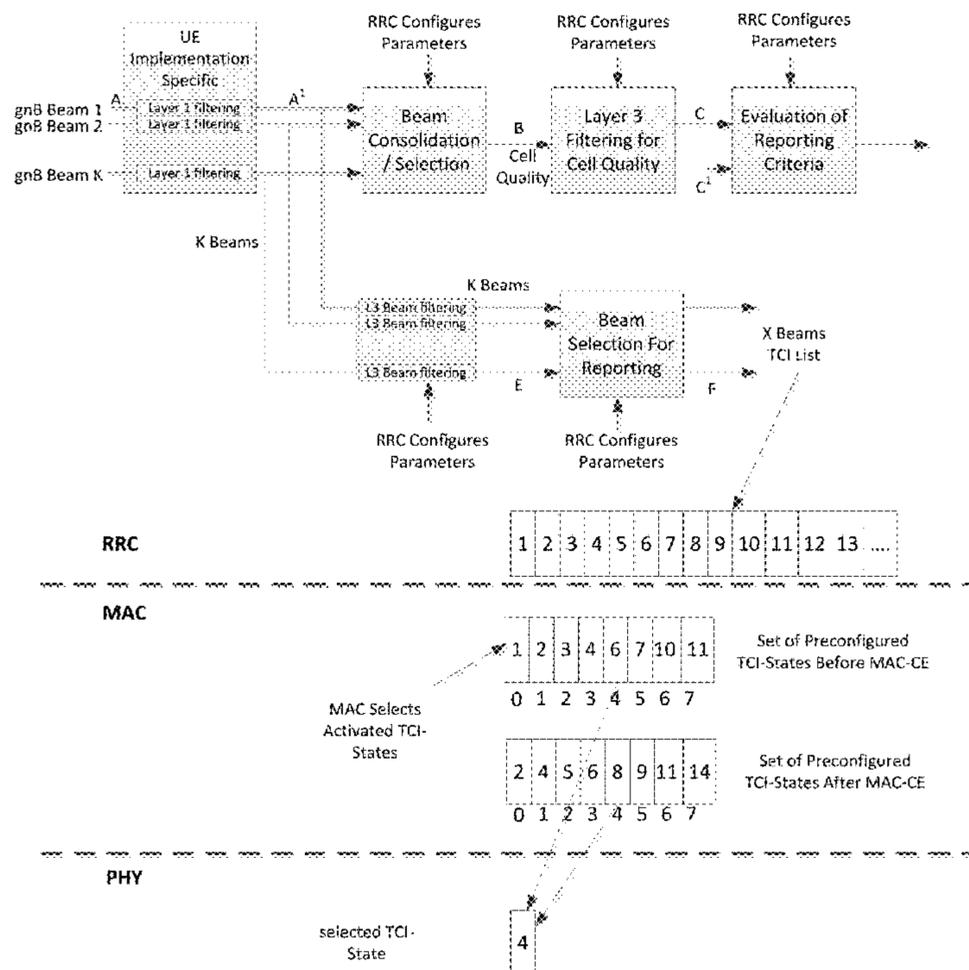 UE
Implementation
Specific
RRC Configures
Parameters
RRC Configures
Parameters
RRC Configures
Parameters
gnB Beam 1
gnB Beam 2
gnB Beam K
A
Layer 1 filtering
Layer 1 filtering
Layer 1 filtering
A¹
Beam
Consolidation
/ Selection
B
Cell
Quality
Layer 3
Filtering for
Cell Quality
C
C¹
Evaluation of
Reporting
Criteria
K Beams
K Beams
L3 Beam filtering
L3 Beam filtering
L3 Beam filtering
E
Beam
Selection For
Reporting
F
X Beams
TCI List
RRC Configures
Parameters
RRC Configures
Parameters
RRC
1 2 3 4 5 6 7 8 9 10 11 12 13 ....
MAC
1 2 3 4 6 7 10 11
0 1 2 3 4 5 6 7
Set of Preconfigured
TCI-States Before MAC-CE
MAC Selects
Activated TCI-
States
2 4 5 6 8 9 11 14
0 1 2 3 4 5 6 7
Set of Preconfigured
TCI-States After MAC-CE
PHY
selected TCI-
State
4